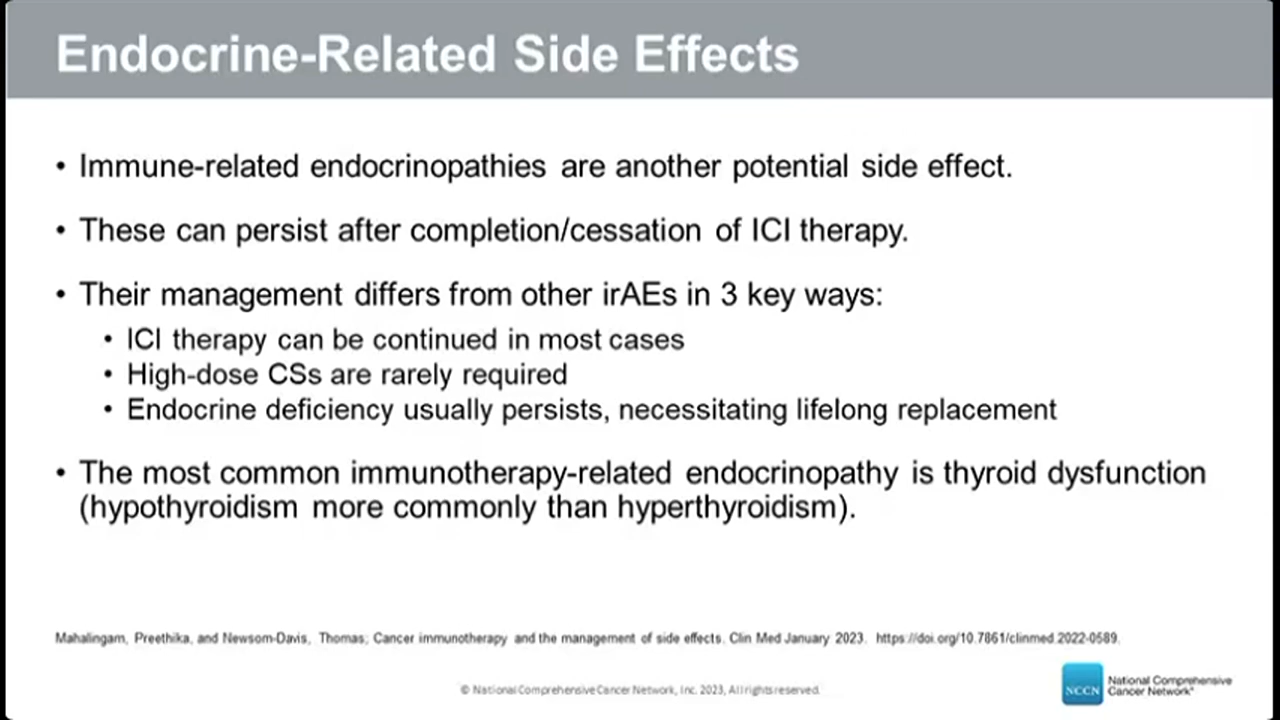 Endocrine-Related Side Effects
• Immune-related endocrinopathies are another potential side effect.
• These can persist after completion/cessation of ICI therapy.
• Their management differs from other irAEs in 3 key ways:
• ICI therapy can be continued in most cases
• High-dose CSs are rarely required
• Endocrine deficiency usually persists, necessitating lifelong replacement
• The most common immunotherapy-related endocrinopathy is thyroid dysfunction
(hypothyroidism more commonly than hyperthyroidism).
Mahalingam, Preethika, and Newsom-Davis, Thomas; Cancer immunotherapy and the management of side effects. Clin Med January 2023. https://doi.org/10.7861/clinmed.2022-0589.
© National Comprehensive Cancer Network, Inc. 2023, All rights reserved.
NCCN National Comprehensive
Cancer Network®